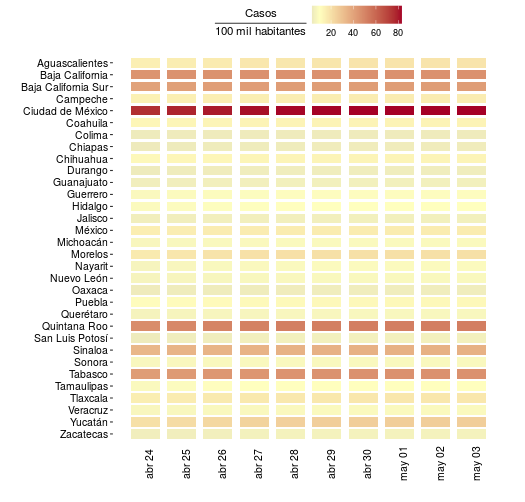 Casos
100 mil habitantes
20 40 60 80
Aguascalientes
Baja California
Baja California Sur
Campeche
Ciudad de México
Coahuila
Colima
Chiapas
Chihuahua
Durango
Guanajuato
Guerrero
Hidalgo
Jalisco
México
Michoacán
Morelos
Nayarit
Nuevo León
Oaxaca
Puebla
Querétaro
Quintana Roo
San Luis Potosí
Sinaloa
Sonora
Tabasco
Tamaulipas
Tlaxcala
Veracruz
Yucatán
Zacatecas
abr 24
abr 25
abr 26
abr 27
abr 28
abr 29
abr 30
may 01
may 02
may 03